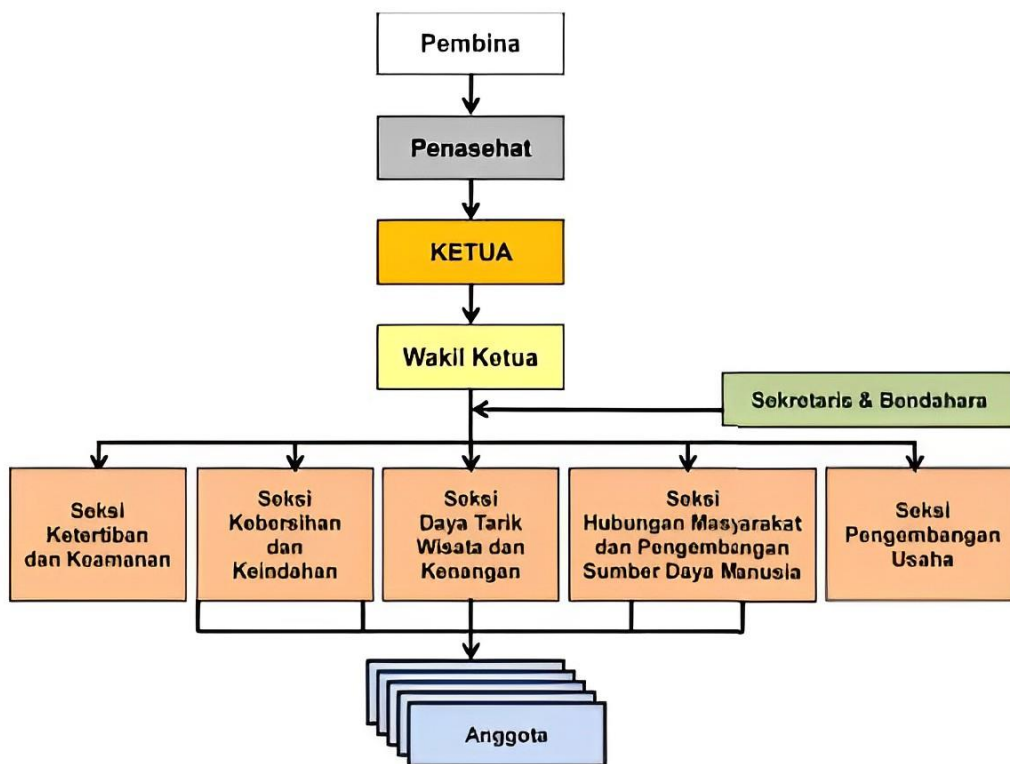 Pembina
Penasehat
KETUA
Wakil Ketua
Sekretaris & Bendahara
Seksi
Ketertiban
dan Keamanan
Seksi
Kebersihan
dan
Keindahan
Seksi
Daya Tarik
Wisata dan
Kenangan
Seksi
Hubungan Masyarakat
dan Pengembangan
Sumber Daya Manusia
Seksi
Pengembangan
Usaha
Anggota